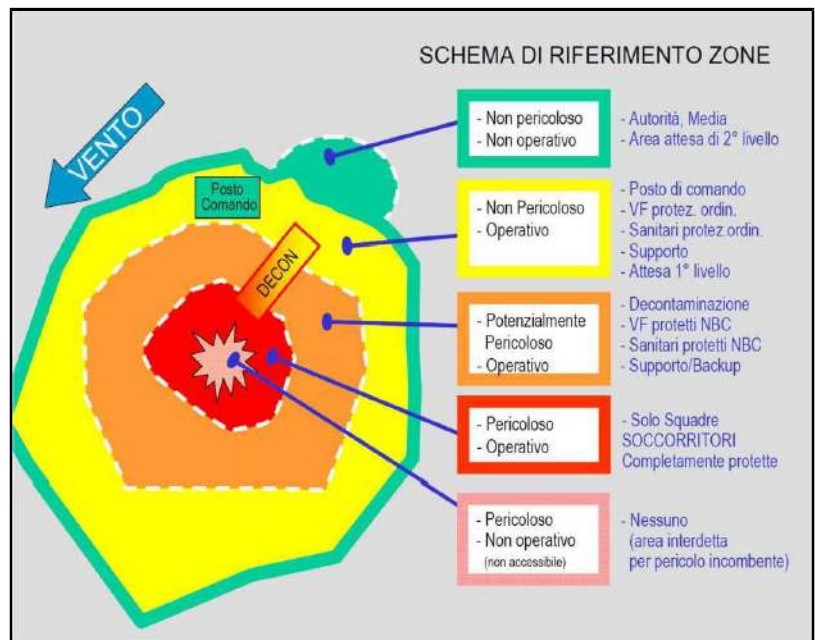 SCHEMA DI RIFERIMENTO ZONE
VENTO
Posto
Comando
DECON
- Non pericoloso
- Non operativo
- Autorità, Media
- Area attesa di 2° livello
- Non Pericoloso
- Operativo
- Posto di comando
- VF protez. ordin.
- Sanitari protez.ordin.
- Supporto
- Attesa 1° livello
- Potenzialmente
Pericoloso
- Operativo
- Decontaminazione
- VF protetti NBC
- Sanitari protetti NBC
- Supporto/Backup
- Pericoloso
- Operativo
- Solo Squadre
SOCCORRITORI
Completamente protette
- Pericoloso
- Non operativo
(non accessibile)
- Nessuno
(area interdetta
per pericolo incombente)